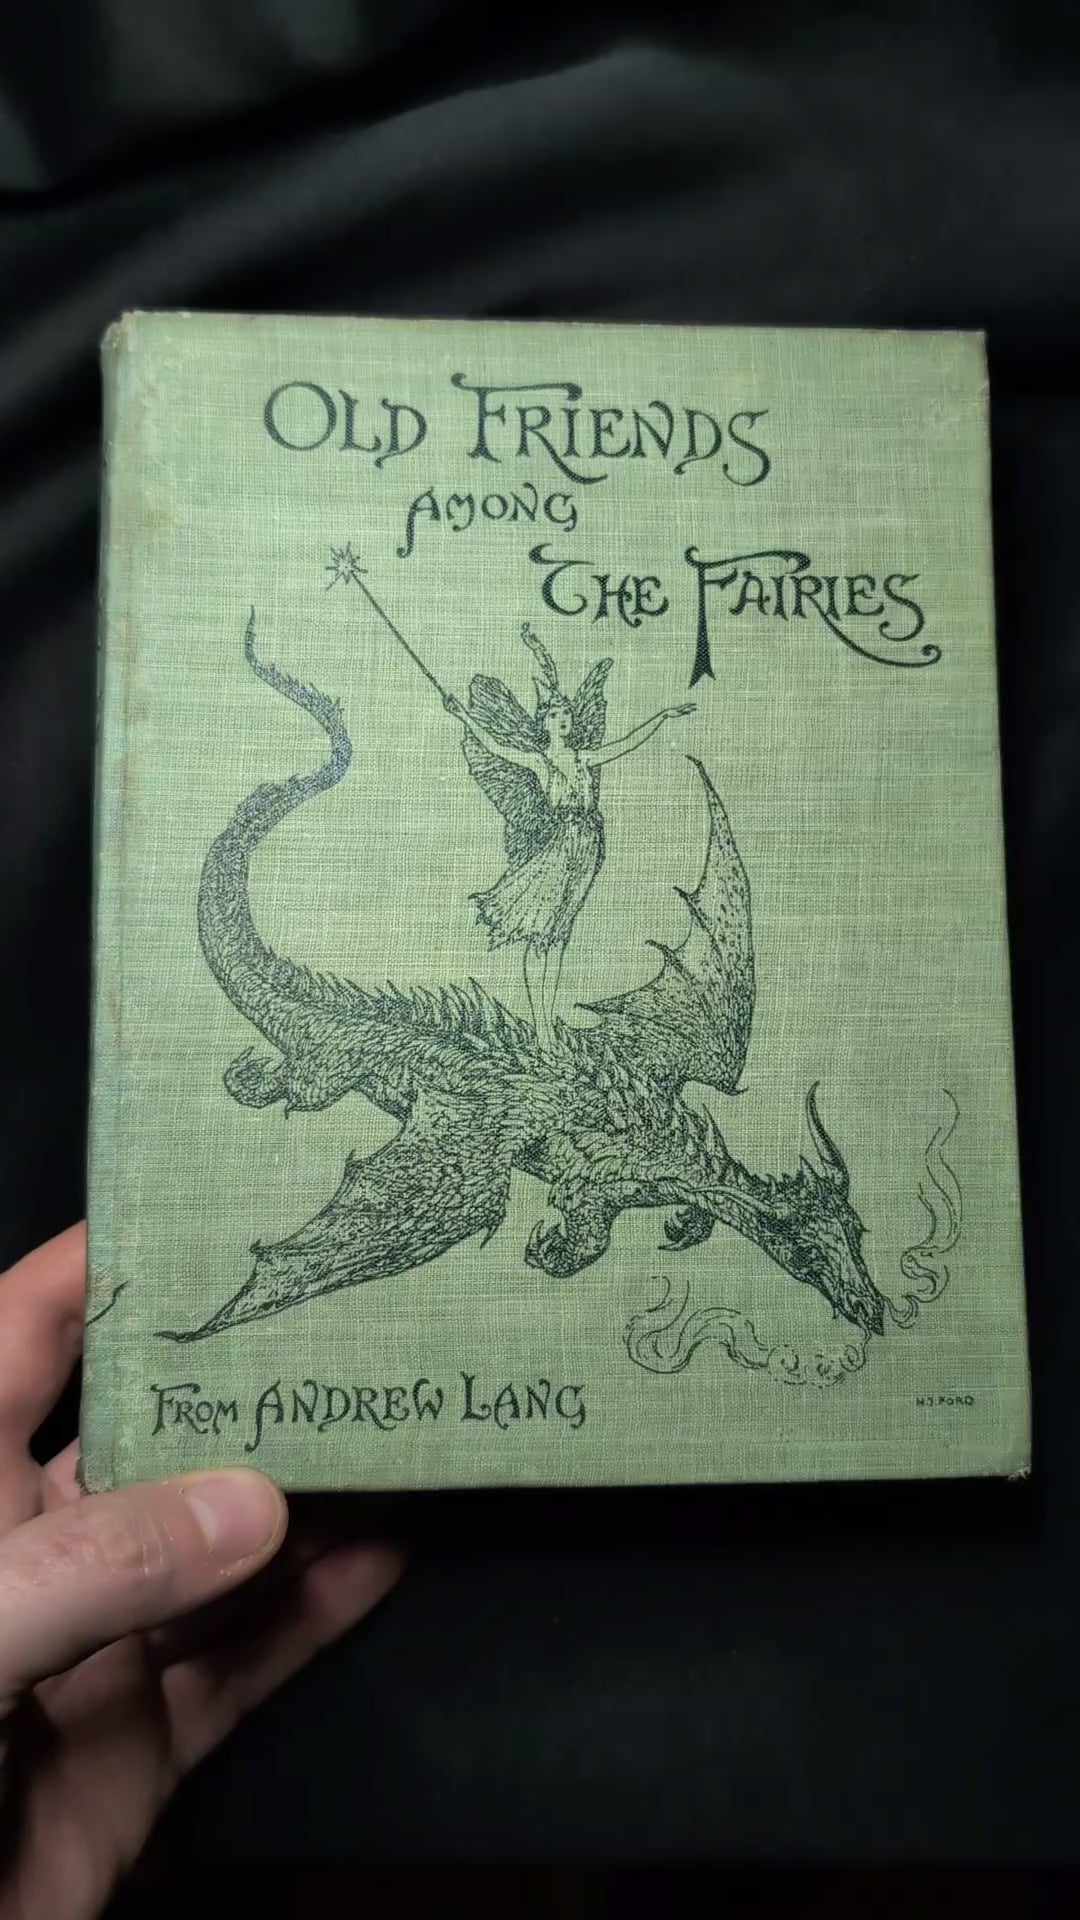 OLD FRIENDS
AMONG
THE FAIRIES
FROM ANDREW LANG
H.J.FORD